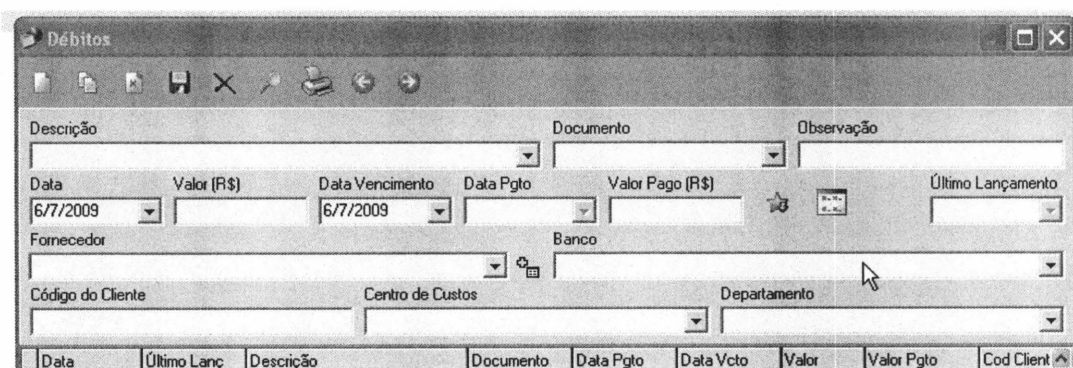 Débitos
Descrição Documento Observação
Data Valor (R$) Data Vencimento Data Pgto Valor Pago (R$) Último Lançamento
6/7/2009 6/7/2009
Fornecedor Banco
Código do Cliente Centro de Custos Departamento
Data Último Lanç Descrição Documento Data Pgto Data Vcto Valor Valor Pgto Cod Client